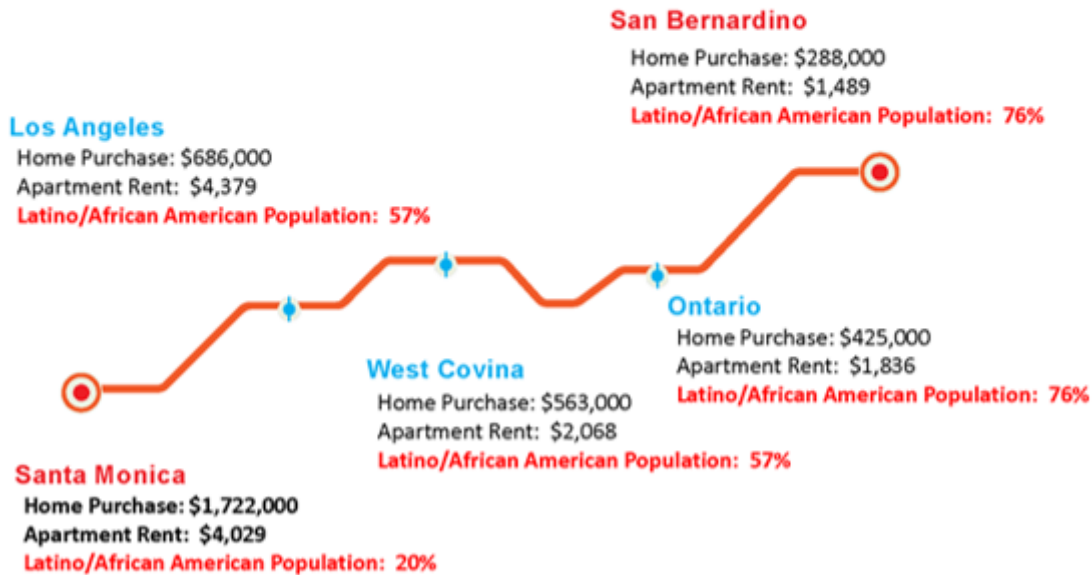 San Bernardino
Home Purchase: $288,000
Apartment Rent: $1,489
Latino/African American Population: 76%
Los Angeles
Home Purchase: $686,000
Apartment Rent: $4,379
Latino/African American Population: 57%
Ontario
Home Purchase: $425,000
Apartment Rent: $1,836
Latino/African American Population: 76%
West Covina
Home Purchase: $563,000
Apartment Rent: $2,068
Latino/African American Population: 57%
Santa Monica
Home Purchase: $1,722,000
Apartment Rent: $4,029
Latino/African American Population: 20%